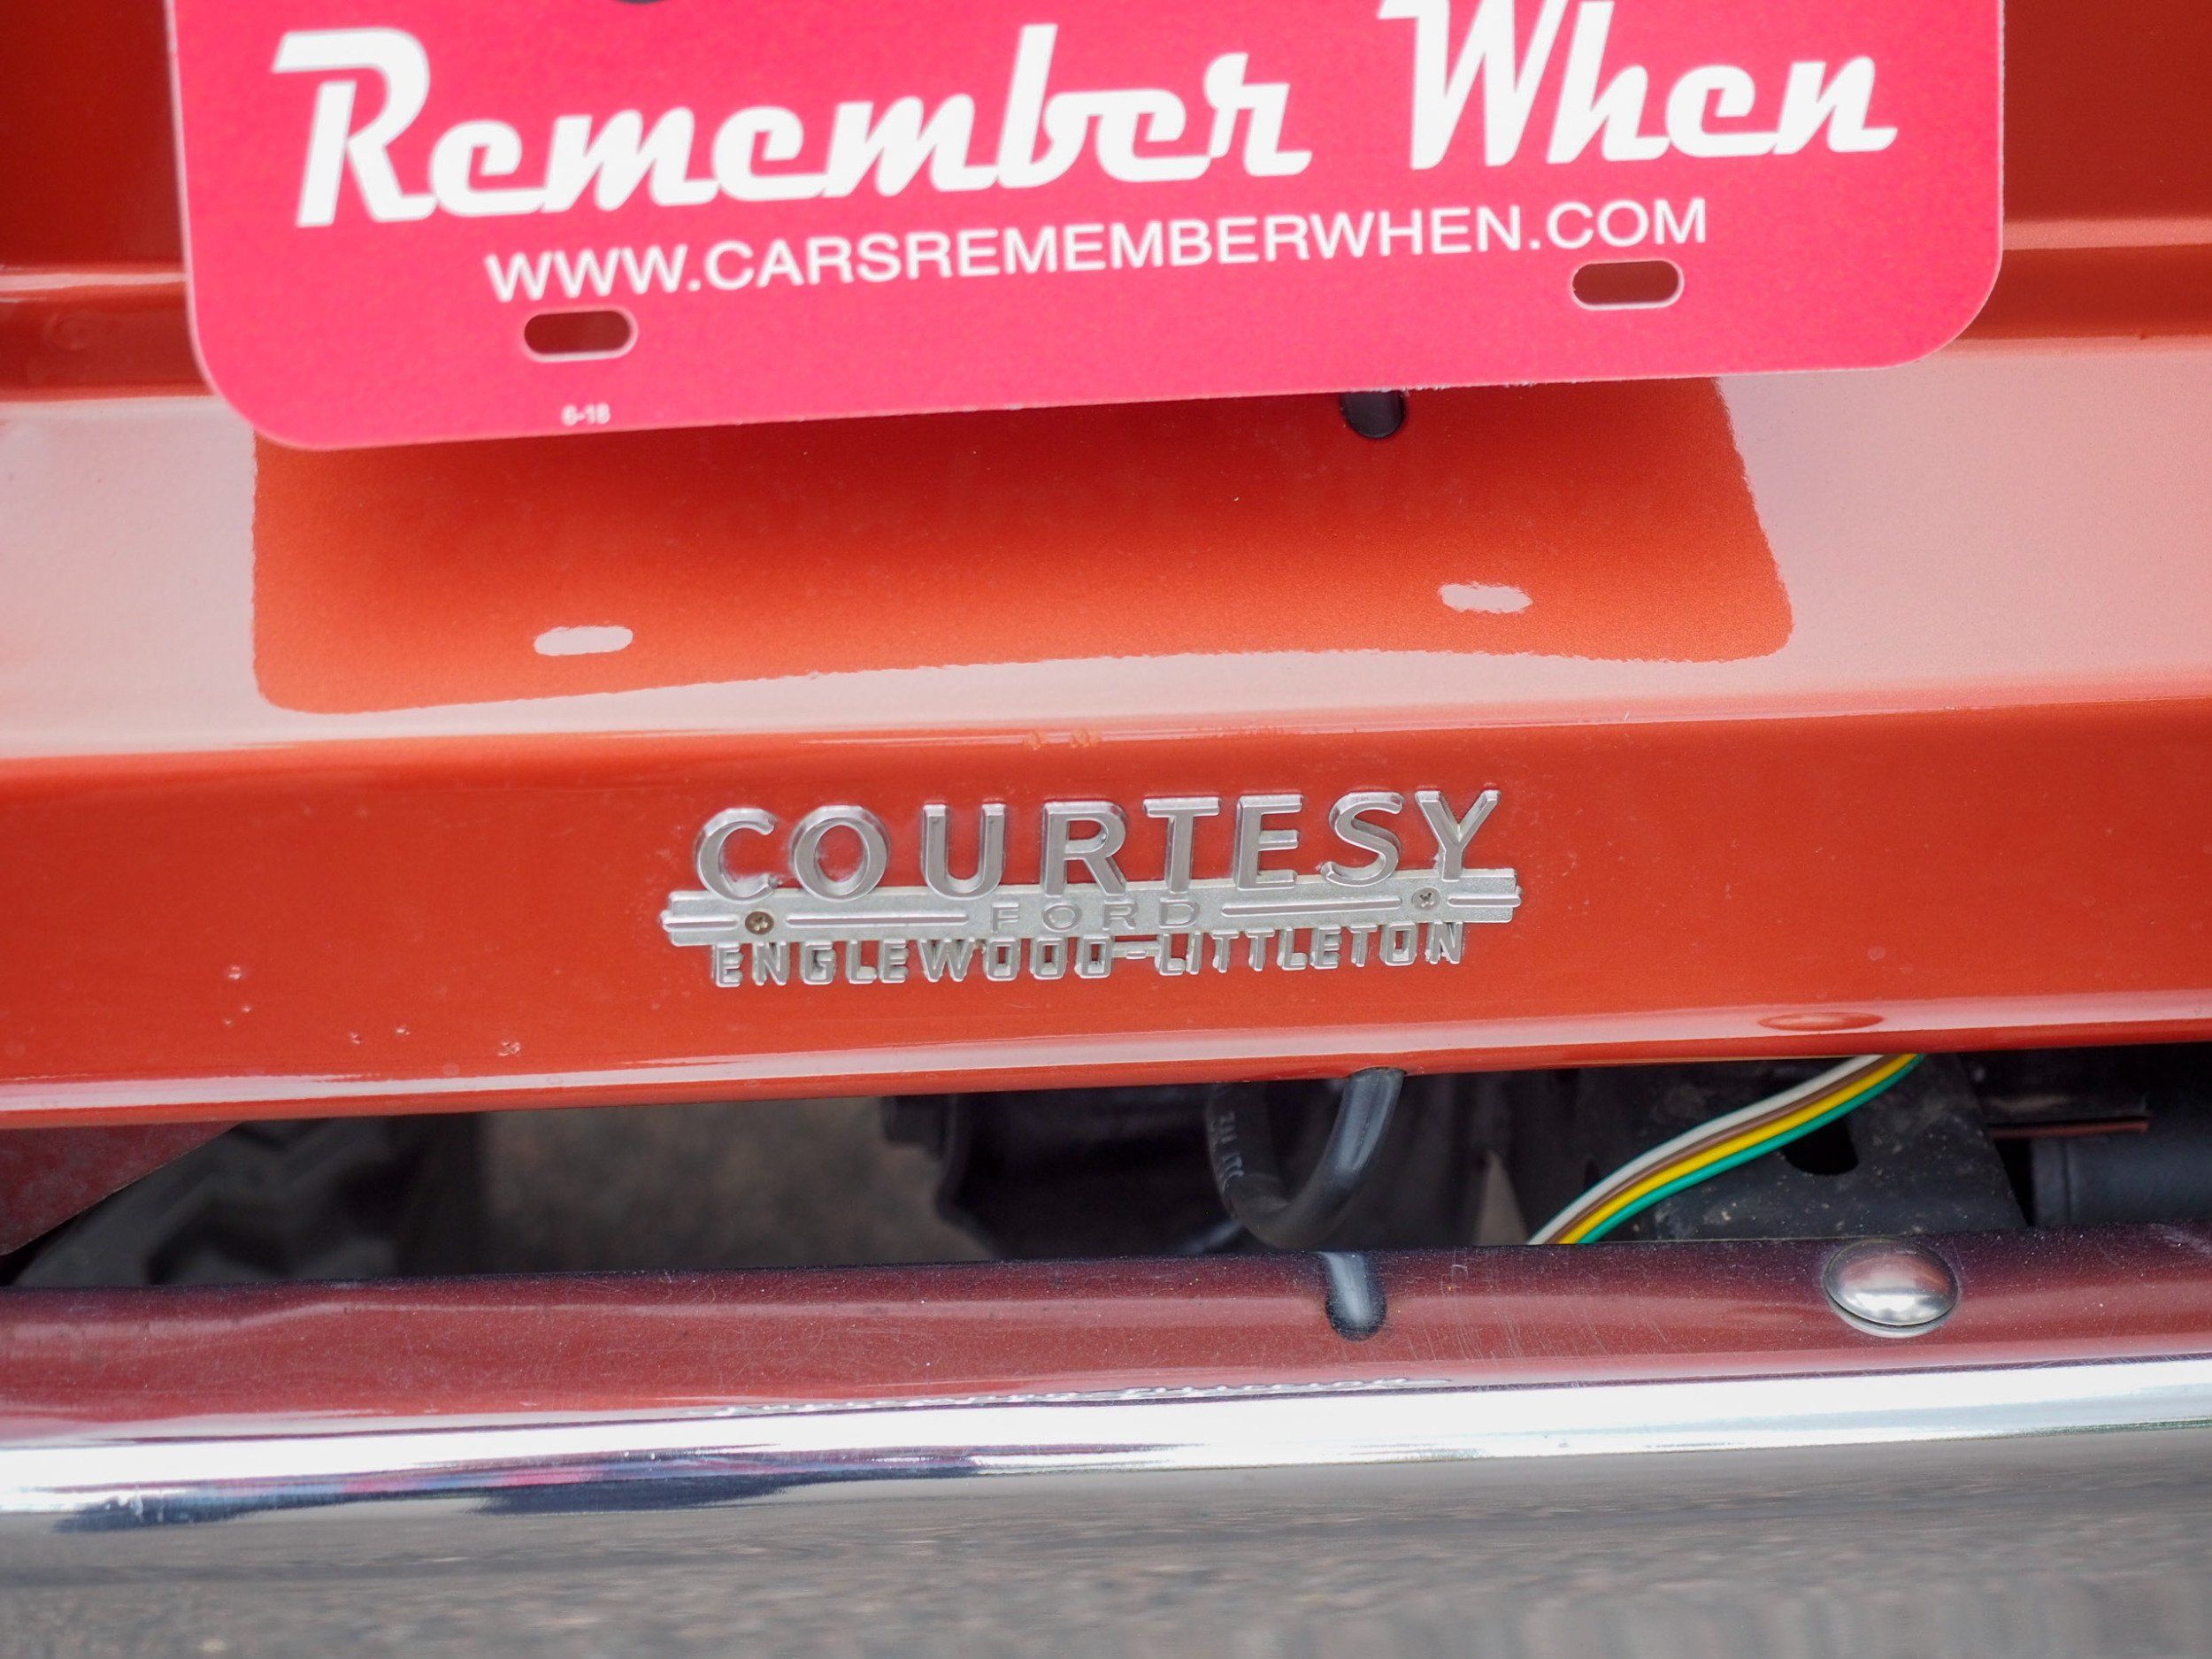 Remember When
WWW.CARSREMEMBERWHEN.COM
6-18
COURTESY
FORD
ENGLEWOOD-LITTLETON